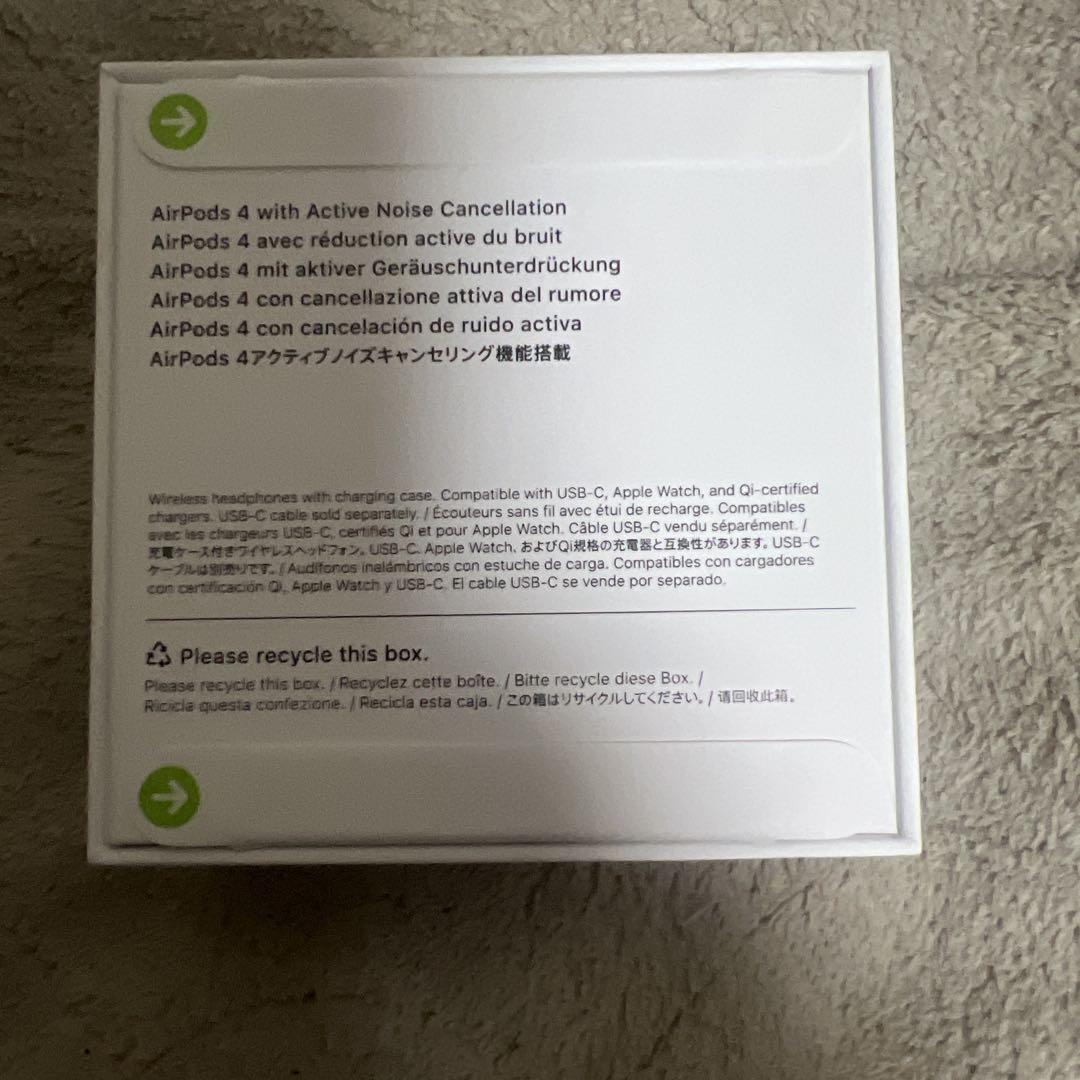 AirPods 4 with Active Noise Cancellation
AirPods 4 avec réduction active du bruit
AirPods 4 mit aktiver Geräuschunterdrückung
AirPods 4 con cancellazione attiva del rumore
AirPods 4 con cancelación de ruido activa
AirPods 4アクティブノイズキャンセリング機能搭載
Wireless headphones with charging case. Compatible with USB-C, Apple Watch, and Qi-certified
chargers. USB-C cable sold separately. / Écouteurs sans fil avec étui de recharge. Compatibles
avec les chargeurs USB-C, certifiés Qi et pour Apple Watch. Câble USB-C vendu séparément. /
充電ケース付きワイヤレスヘッドフォン。USB-C、Apple Watch、およびQi規格の充電器と互換性があります。USB-C
ケーブルは別売りです。/ Audífonos inalámbricos con estuche de carga. Compatibles con cargadores
con certificación Qi, Apple Watch y USB-C. El cable USB-C se vende por separado.
Please recycle this box.
Please recycle this box. / Recyclez cette boîte. / Bitte recycle diese Box. /
Ricicla questa confezione. / Recicla esta caja. / この箱はリサイクルしてください。/ 请回收此箱。